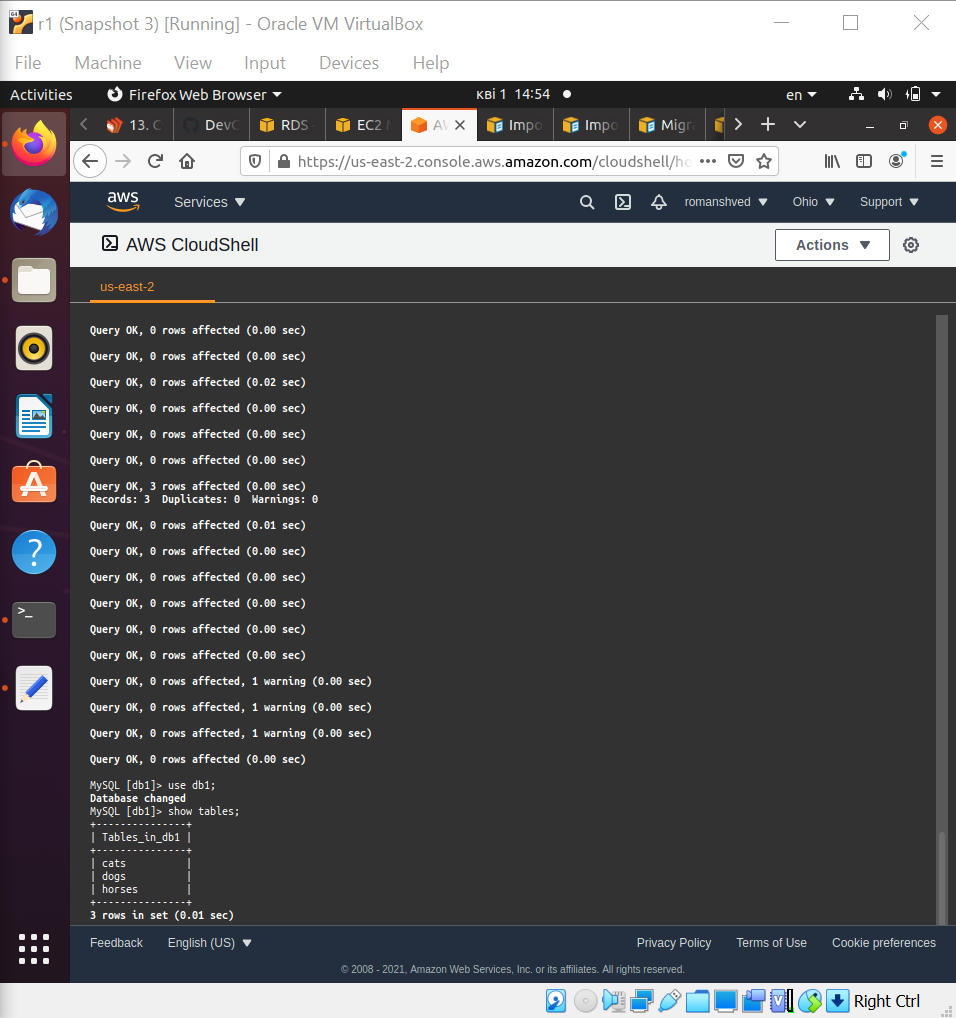 r1 (Snapshot 3) [Running] - Oracle VM VirtualBox
File Machine View Input Devices Help
Activities Firefox Web Browser кві 1 14:54 en
13. C DevC RDS EC2 AW Impo Impo Migr
https://us-east-2.console.aws.amazon.com/cloudshell/ho
aws Services romanshved Ohio Support
AWS CloudShell Actions
us-east-2
Query OK, 0 rows affected (0.00 sec)
Query OK, 0 rows affected (0.00 sec)
Query OK, 0 rows affected (0.02 sec)
Query OK, 0 rows affected (0.00 sec)
Query OK, 0 rows affected (0.00 sec)
Query OK, 0 rows affected (0.00 sec)
Query OK, 3 rows affected (0.00 sec)
Records: 3 Duplicates: 0 Warnings: 0
Query OK, 0 rows affected (0.01 sec)
Query OK, 0 rows affected (0.00 sec)
Query OK, 0 rows affected (0.00 sec)
Query OK, 0 rows affected (0.00 sec)
Query OK, 0 rows affected (0.00 sec)
Query OK, 0 rows affected (0.00 sec)
Query OK, 0 rows affected, 1 warning (0.00 sec)
Query OK, 0 rows affected, 1 warning (0.00 sec)
Query OK, 0 rows affected, 1 warning (0.00 sec)
Query OK, 0 rows affected (0.00 sec)
MySQL [db1]> use db1;
Database changed
MySQL [db1]> show tables;
+---------------+
| Tables_in_db1 |
+---------------+
| cats |
| dogs |
| horses |
+---------------+
3 rows in set (0.01 sec)
Feedback English (US) Privacy Policy Terms of Use Cookie preferences
© 2008 - 2021, Amazon Web Services, Inc. or its affiliates. All rights reserved.
Right Ctrl